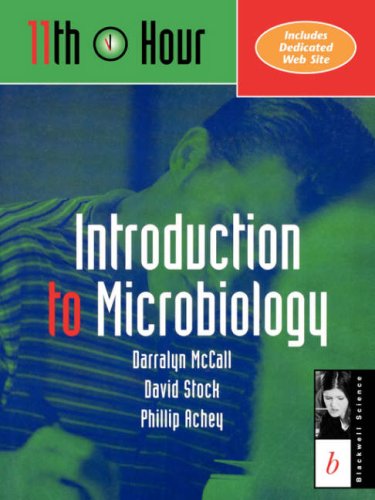 11th Hour
Includes
Dedicated
Web Site
Introduction
to Microbiology
Darralyn McCall
David Stock
Phillip Achey
Blackwell Science
b